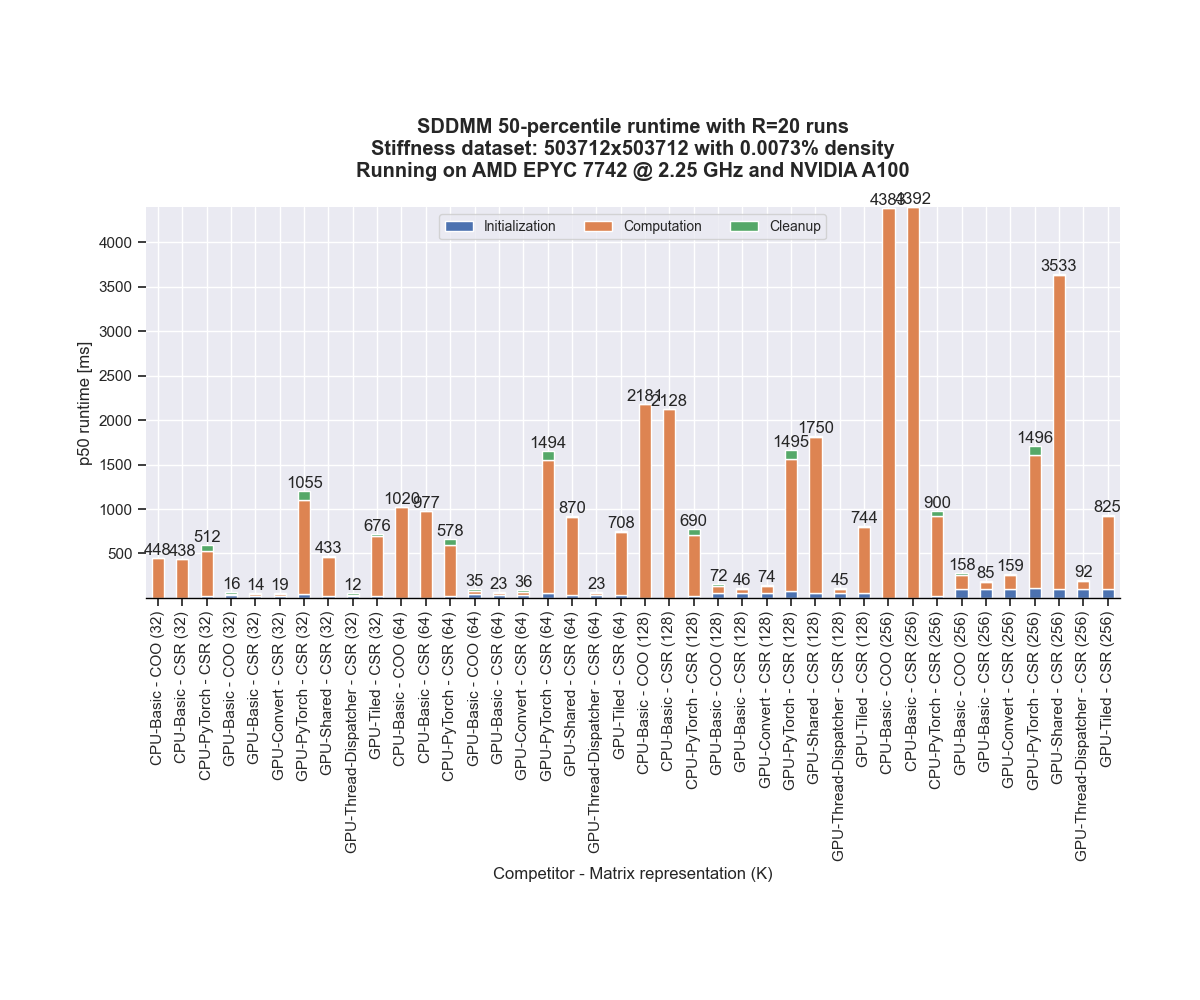 SDDMM 50-percentile runtime with R=20 runs
Stiffness dataset: 503712x503712 with 0.0073% density
Running on AMD EPYC 7742 @ 2.25 GHz and NVIDIA A100
Initialization Computation Cleanup
p50 runtime [ms]
4000
3500
3000
2500
2000
1500
1000
500
448
438
512
16
14
19
1055
433
12
676
1020
977
578
35
23
36
1494
870
23
708
2181
2128
690
72
46
74
1495
1750
45
744
4383
4392
900
158
85
159
1496
3533
92
825
CPU-Basic - COO (32)
CPU-Basic - CSR (32)
CPU-PyTorch - CSR (32)
GPU-Basic - COO (32)
GPU-Basic - CSR (32)
GPU-Convert - CSR (32)
GPU-PyTorch - CSR (32)
GPU-Shared - CSR (32)
GPU-Thread-Dispatcher - CSR (32)
GPU-Tiled - CSR (32)
CPU-Basic - COO (64)
CPU-Basic - CSR (64)
CPU-PyTorch - CSR (64)
GPU-Basic - COO (64)
GPU-Basic - CSR (64)
GPU-Convert - CSR (64)
GPU-PyTorch - CSR (64)
GPU-Shared - CSR (64)
GPU-Thread-Dispatcher - CSR (64)
GPU-Tiled - CSR (64)
CPU-Basic - COO (128)
CPU-Basic - CSR (128)
CPU-PyTorch - CSR (128)
GPU-Basic - COO (128)
GPU-Basic - CSR (128)
GPU-Convert - CSR (128)
GPU-PyTorch - CSR (128)
GPU-Shared - CSR (128)
GPU-Thread-Dispatcher - CSR (128)
GPU-Tiled - CSR (128)
CPU-Basic - COO (256)
CPU-Basic - CSR (256)
CPU-PyTorch - CSR (256)
GPU-Basic - COO (256)
GPU-Basic - CSR (256)
GPU-Convert - CSR (256)
GPU-PyTorch - CSR (256)
GPU-Shared - CSR (256)
GPU-Thread-Dispatcher - CSR (256)
GPU-Tiled - CSR (256)
Competitor - Matrix representation (K)